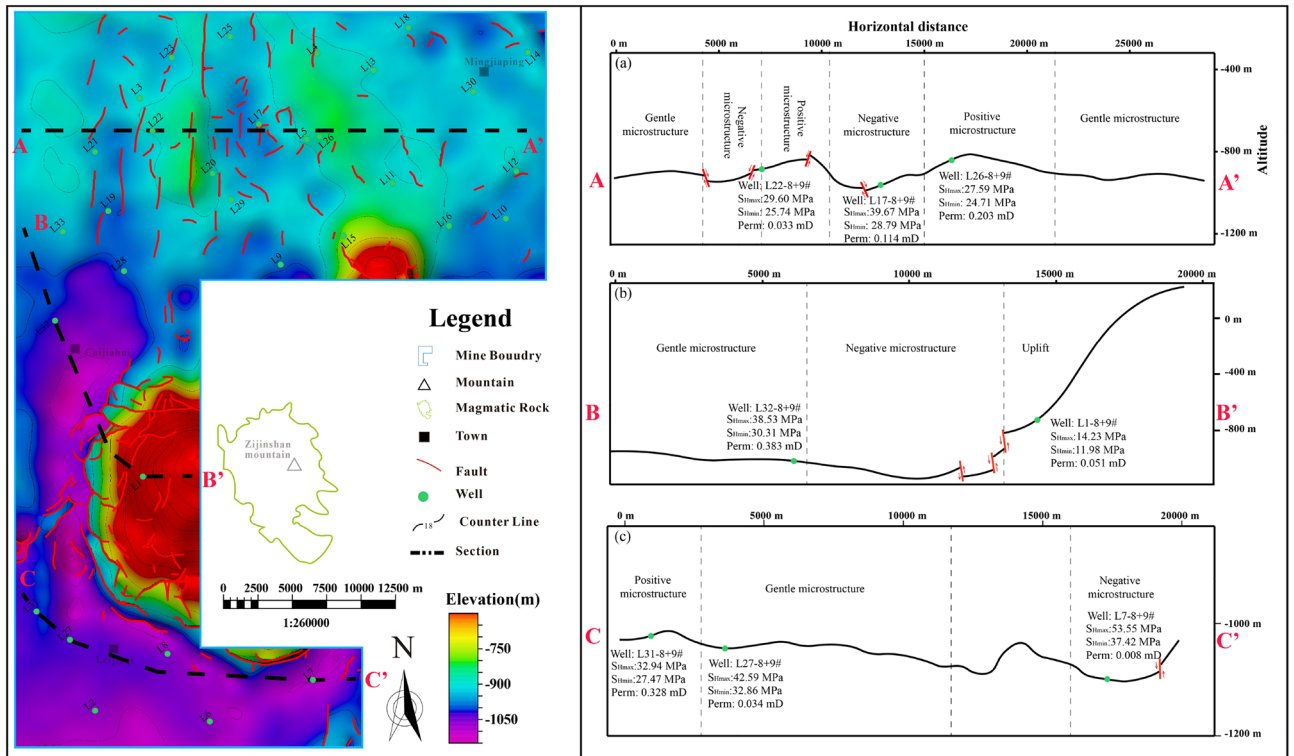 L18
L25
L23
L4
L14
L13
Mingjiaping
L30
L3
L17
L22
L5
L26
A
A'
L21
L12
L20
L11
L19
L29
L10
B
L33
L16
L15
L9
L28
L32
Caijiahui
L1
B'
C
L27
L8
L7
C'
L2
L6
Legend
Mine Bouudry
Mountain
Magmatic Rock
Town
Fault
Well
18
Counter Line
Section
Zijinshan
mountain
0 2500 5000 7500 10000 12500 m
1:260000
Elevation(m)
-750
-900
-1050
N
Horizontal distance
0 m 5000 m 10000 m 15000 m 20000 m 25000 m
(a)
-400 m
-800 m
-1200 m
Altitude
Gentle
microstructure
Negative
microstructure
Positive
microstructure
Negative
microstructure
Positive
microstructure
Gentle microstructure
A
A'
Well: L22-8+9#
SHmax:29.60 MPa
SHmin: 25.74 MPa
Perm: 0.033 mD
Well: L17-8+9#
SHmax:39.67 MPa
SHmin: 28.79 MPa
Perm: 0.114 mD
Well: L26-8+9#
SHmax:27.59 MPa
SHmin: 24.71 MPa
Perm: 0.203 mD
0 m 5000 m 10000 m 15000 m 20000 m
(b)
0 m
-400 m
-800 m
Gentle microstructure
Negative microstructure
Uplift
B
B'
Well: L32-8+9#
SHmax:38.53 MPa
SHmin:30.31 MPa
Perm: 0.383 mD
Well: L1-8+9#
SHmax:14.23 MPa
SHmin:11.98 MPa
Perm: 0.051 mD
0 m 5000 m 10000 m 15000 m 20000 m
(c)
-1000 m
-1200 m
Positive
microstructure
Gentle microstructure
Negative
microstructure
C
C'
Well: L31-8+9#
SHmax:32.94 MPa
SHmin:27.47 MPa
Perm: 0.328 mD
Well: L27-8+9#
SHmax:42.59 MPa
SHmin: 32.86 MPa
Perm: 0.034 mD
Well: L7-8+9#
SHmax:53.55 MPa
SHmin:37.42 MPa
Perm: 0.008 mD